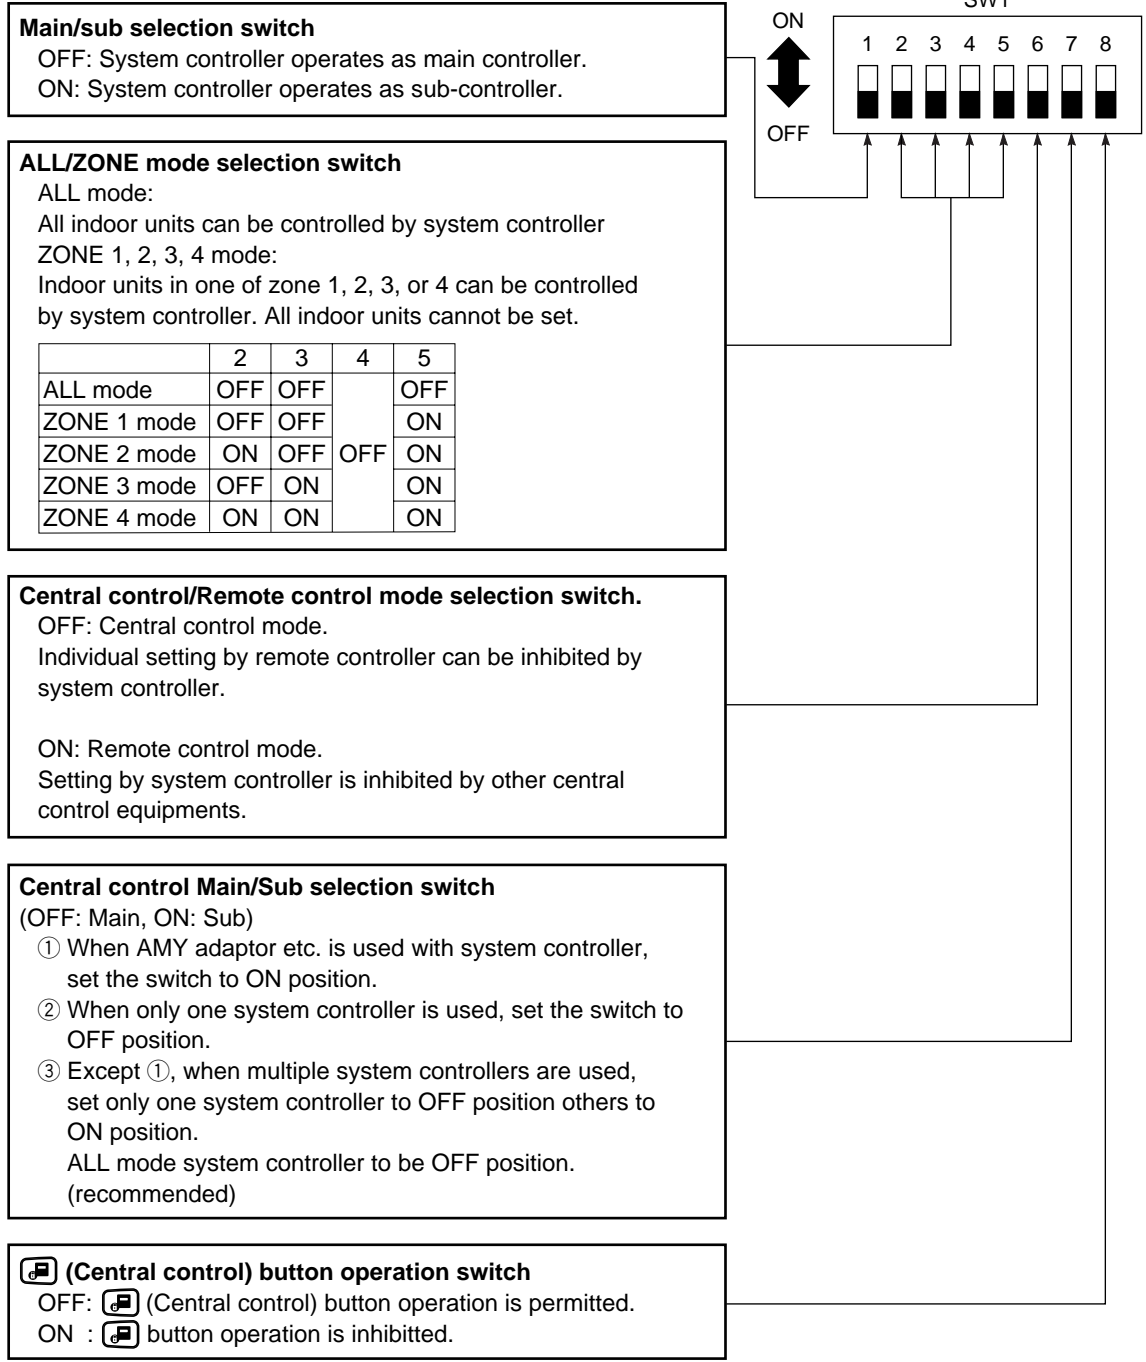 SW1
ON
1 2 3 4 5 6 7 8
OFF
Main/sub selection switch
OFF: System controller operates as main controller.
ON: System controller operates as sub-controller.
ALL/ZONE mode selection switch
ALL mode:
All indoor units can be controlled by system controller
ZONE 1, 2, 3, 4 mode:
Indoor units in one of zone 1, 2, 3, or 4 can be controlled
by system controller. All indoor units cannot be set.
2 3 4 5
ALL mode OFF OFF OFF
ZONE 1 mode OFF OFF ON
ZONE 2 mode ON OFF OFF ON
ZONE 3 mode OFF ON ON
ZONE 4 mode ON ON ON
Central control/Remote control mode selection switch.
OFF: Central control mode.
Individual setting by remote controller can be inhibited by
system controller.
ON: Remote control mode.
Setting by system controller is inhibited by other central
control equipments.
Central control Main/Sub selection switch
(OFF: Main, ON: Sub)
① When AMY adaptor etc. is used with system controller,
set the switch to ON position.
② When only one system controller is used, set the switch to
OFF position.
③ Except ①, when multiple system controllers are used,
set only one system controller to OFF position others to
ON position.
ALL mode system controller to be OFF position.
(recommended)
(Central control) button operation switch
OFF: (Central control) button operation is permitted.
ON : button operation is inhibitted.